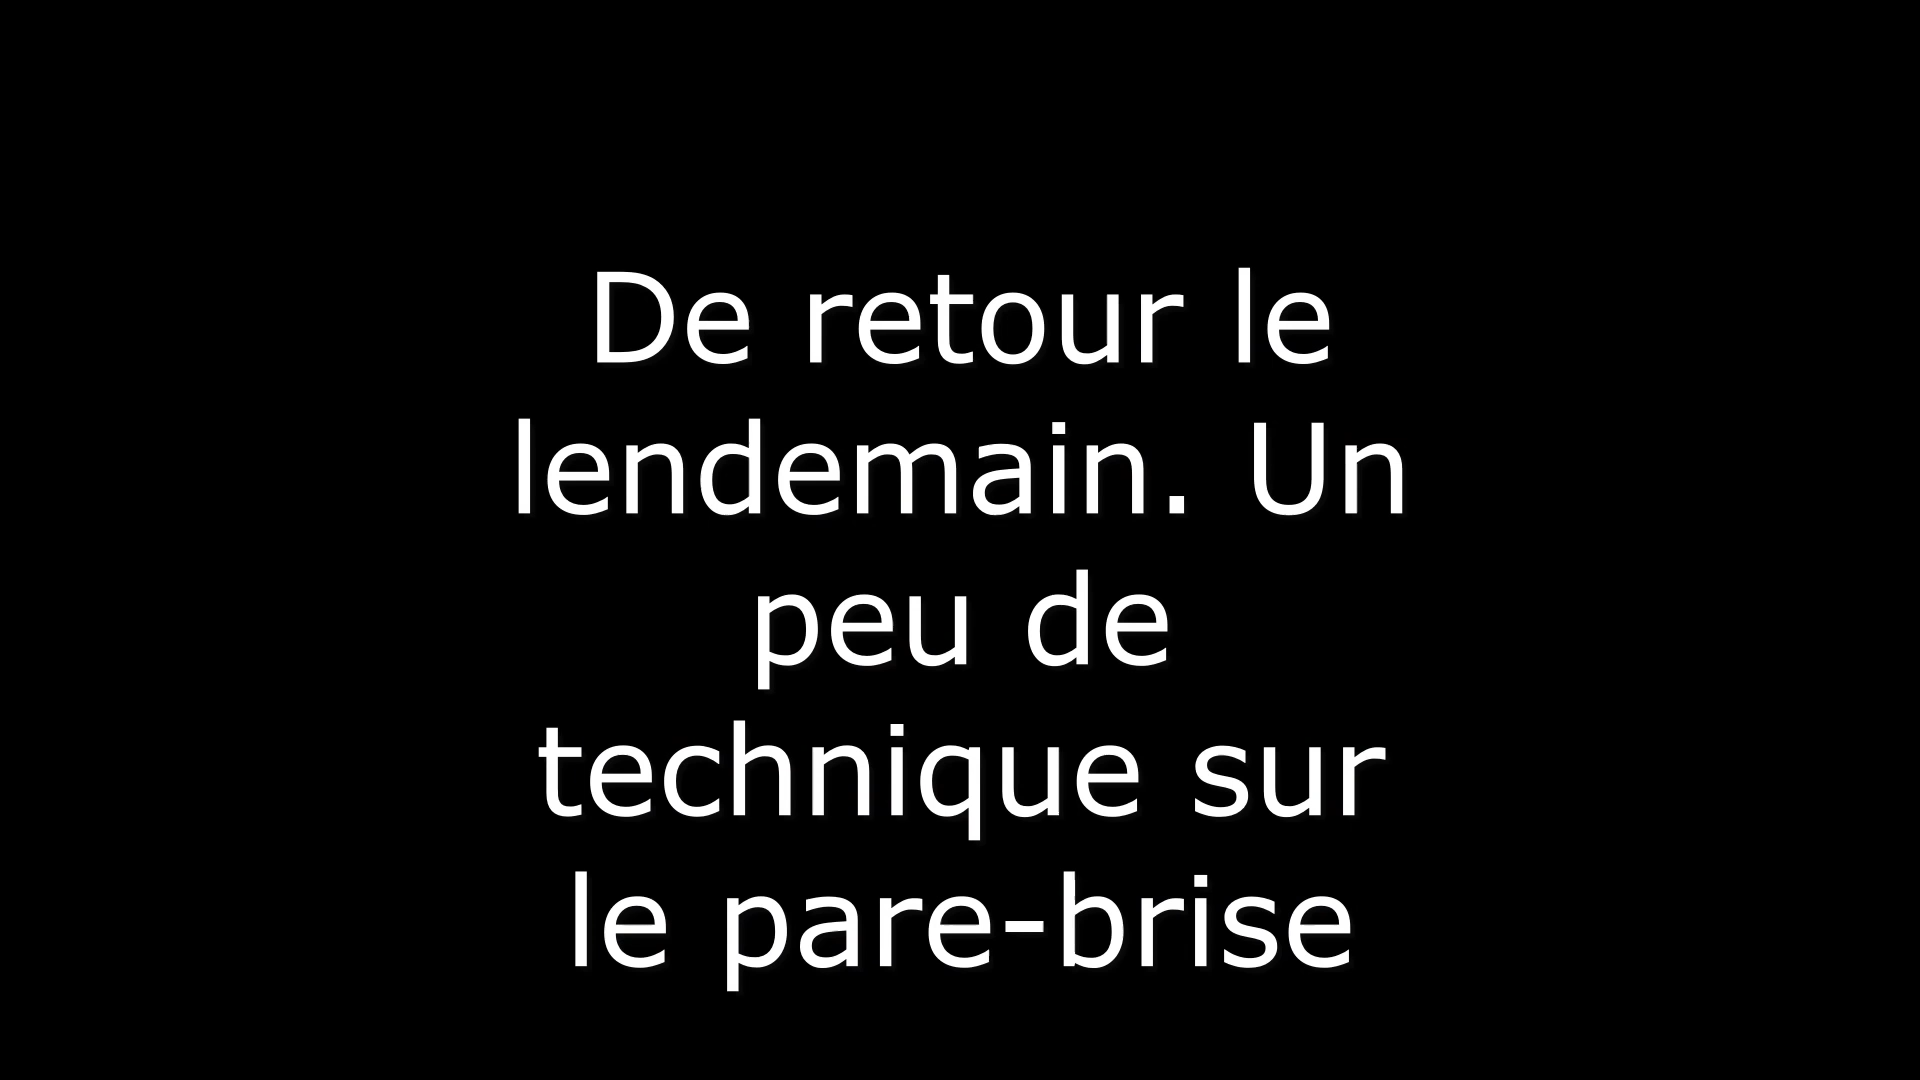 De retour le
lendemain. Un
peu de
technique sur
le pare-brise